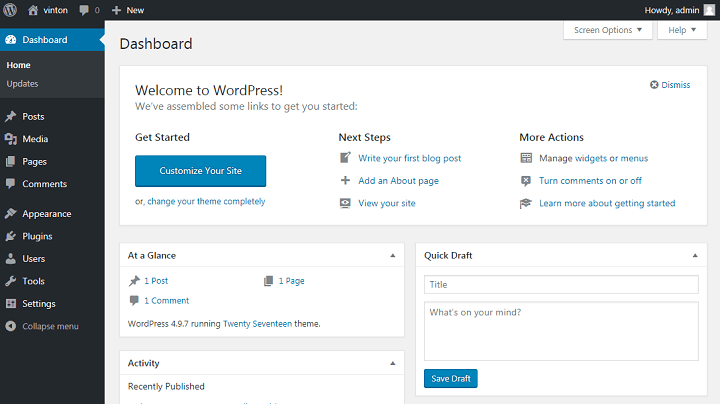 vinton 0 New Howdy, admin
Dashboard
Home
Updates
Posts
Media
Pages
Comments
Appearance
Plugins
Users
Tools
Settings
Collapse menu
Screen Options Help
Dashboard
Welcome to WordPress!
We've assembled some links to get you started:
Dismiss
Get Started
Customize Your Site
or, change your theme completely
Next Steps
Write your first blog post
Add an About page
View your site
More Actions
Manage widgets or menus
Turn comments on or off
Learn more about getting started
At a Glance
1 Post 1 Page
1 Comment
WordPress 4.9.7 running Twenty Seventeen theme.
Activity
Recently Published
Quick Draft
Title
What's on your mind?
Save Draft